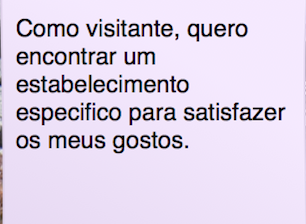 Como visitante, quero
encontrar um
estabelecimento
especifico para satisfazer
os meus gostos.